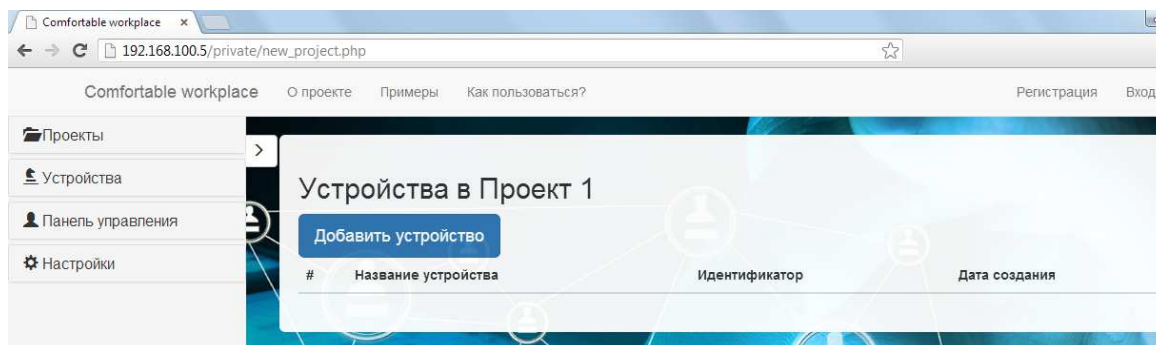 Comfortable workplace
192.168.100.5/private/new_project.php
Comfortable workplace О проекте Примеры Как пользоваться? Регистрация Вход
Проекты
Устройства
Панель управления
Настройки
Устройства в Проект 1
Добавить устройство
# Название устройства Идентификатор Дата создания